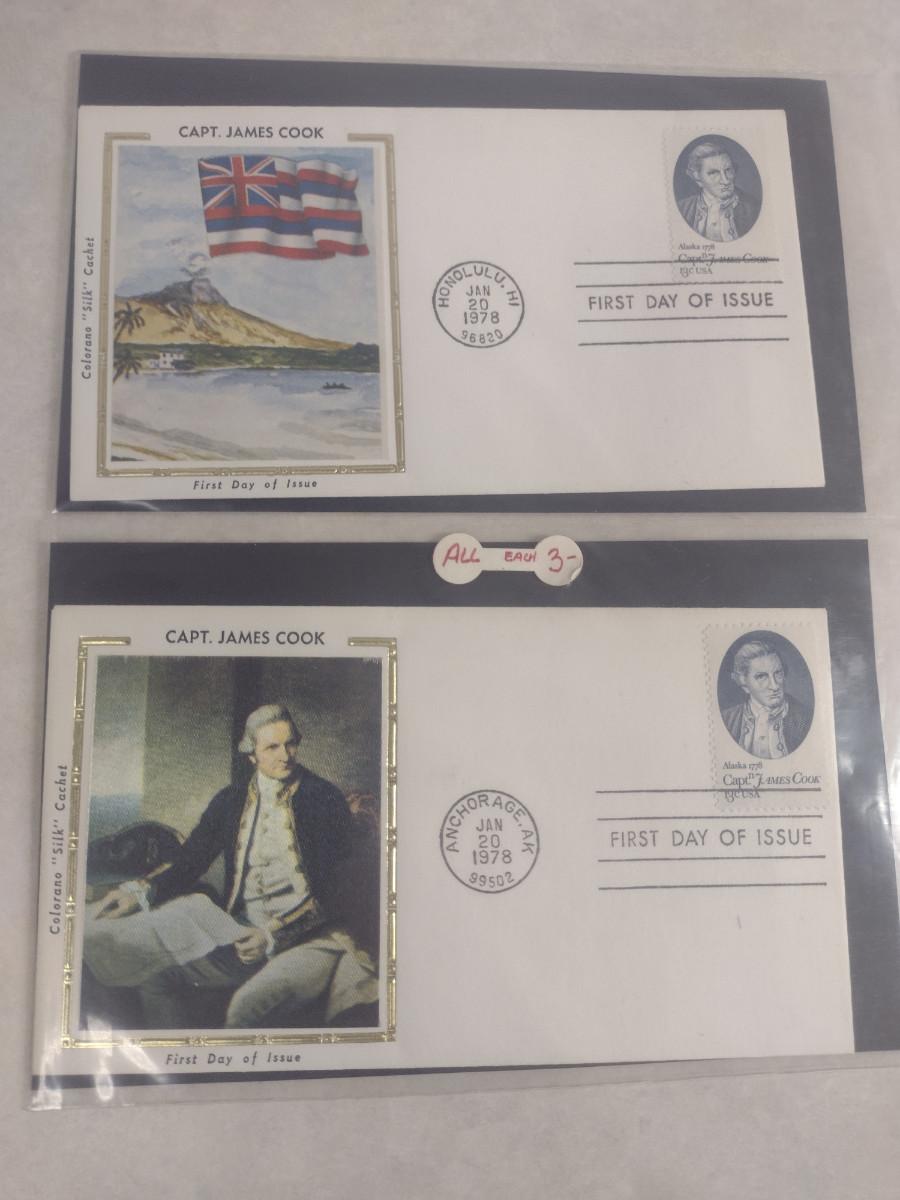 CAPT. JAMES COOK
Colorano "Silk" Cachet
First Day of Issue
HONOLULU, HI
JAN
20
1978
96820
Alaska 1778
Captⁿ JAMES COOK
13c USA
FIRST DAY OF ISSUE
ALL EACH 3-
CAPT. JAMES COOK
Colorano "Silk" Cachet
First Day of Issue
ANCHORAGE, AK
JAN
20
1978
99502
Alaska 1778
Captⁿ JAMES COOK
13c USA
FIRST DAY OF ISSUE